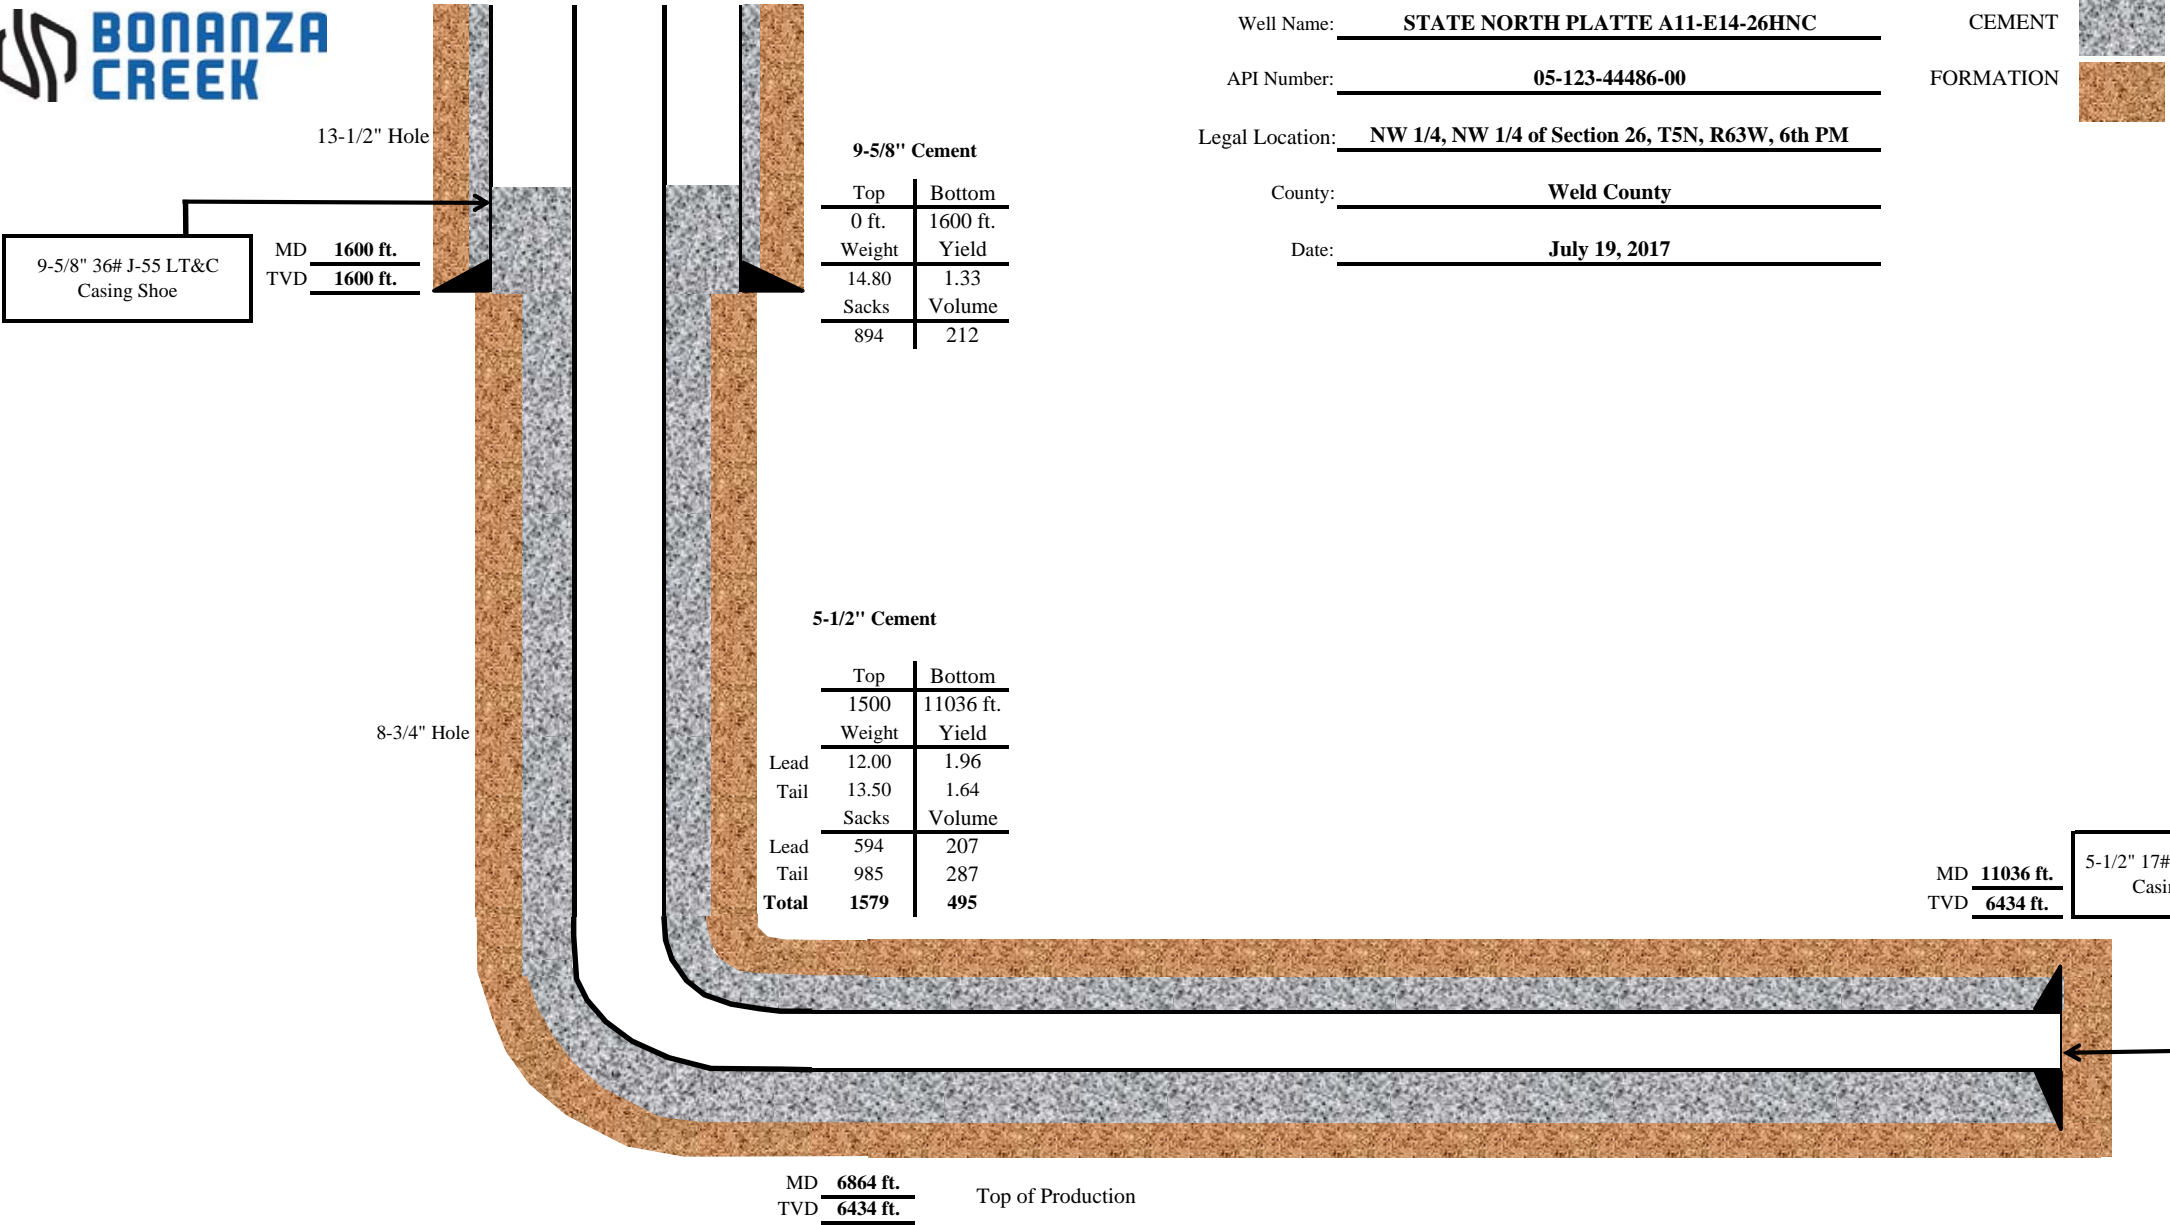 BONANZA
CREEK
Well Name: STATE NORTH PLATTE A11-E14-26HNC
API Number: 05-123-44486-00
Legal Location: NW 1/4, NW 1/4 of Section 26, T5N, R63W, 6th PM
County: Weld County
Date: July 19, 2017
CEMENT
FORMATION
13-1/2" Hole
9-5/8" 36# J-55 LT&C
Casing Shoe
MD 1600 ft.
TVD 1600 ft.
9-5/8" Cement
Top Bottom
0 ft. 1600 ft.
Weight Yield
14.80 1.33
Sacks Volume
894 212
8-3/4" Hole
5-1/2" Cement
Top Bottom
1500 11036 ft.
Weight Yield
Lead 12.00 1.96
Tail 13.50 1.64
Sacks Volume
Lead 594 207
Tail 985 287
Total 1579 495
MD 11036 ft.
TVD 6434 ft.
5-1/2" 17#
MD 6864 ft.
TVD 6434 ft.
Top of Production